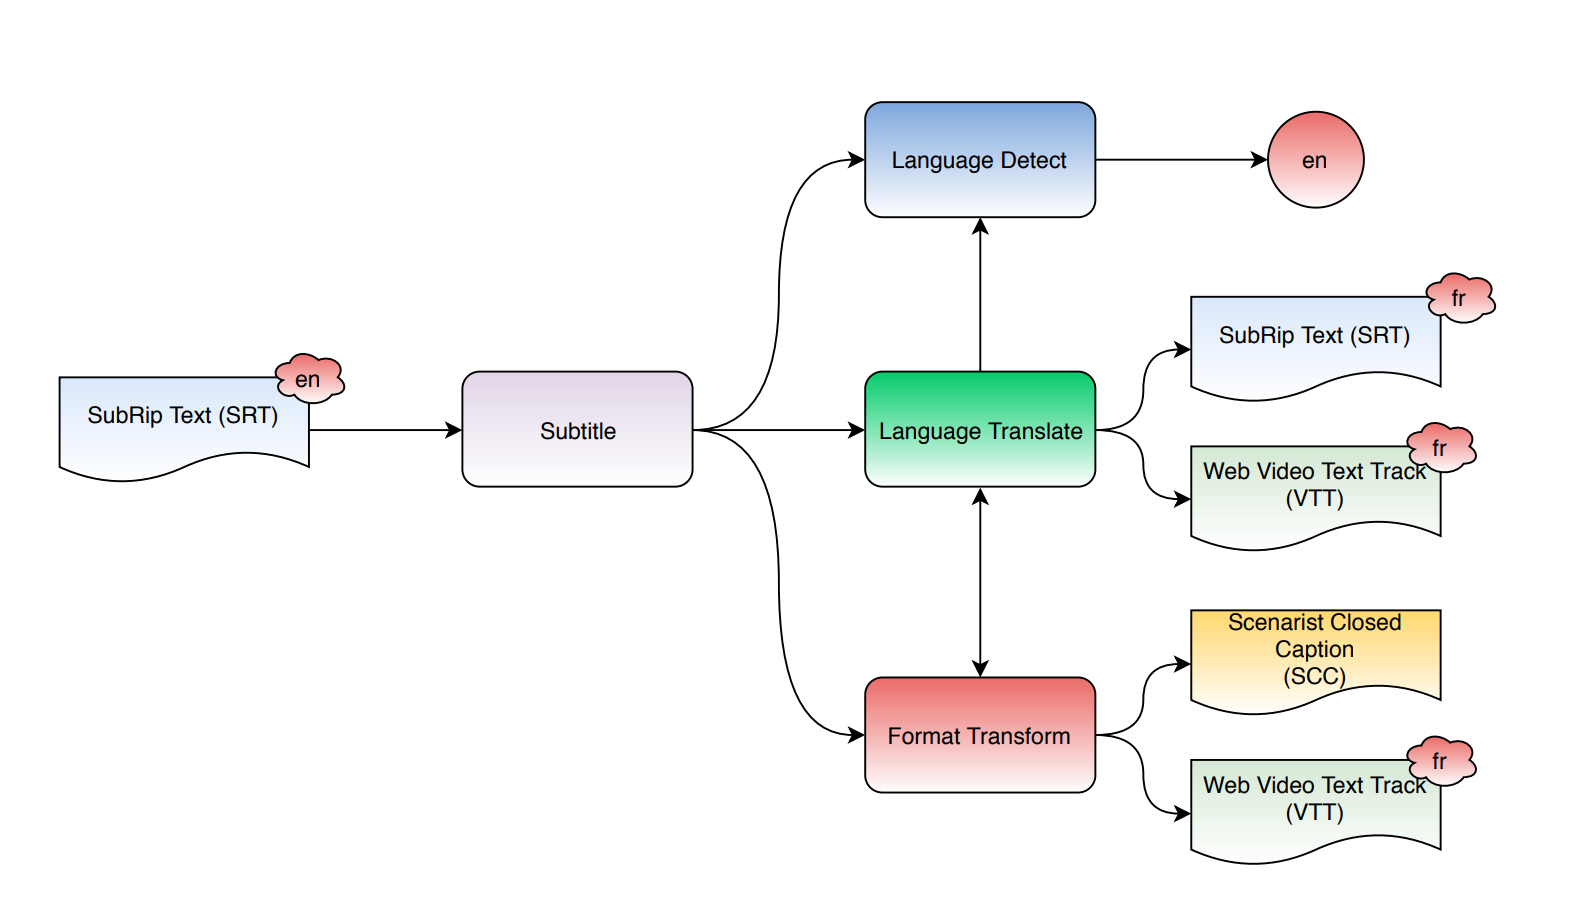 Language Detect
en
fr
SubRip Text (SRT)
en
SubRip Text (SRT)
Subtitle
Language Translate
fr
Web Video Text Track
(VTT)
Scenarist Closed
Caption
(SCC)
Format Transform
fr
Web Video Text Track
(VTT)